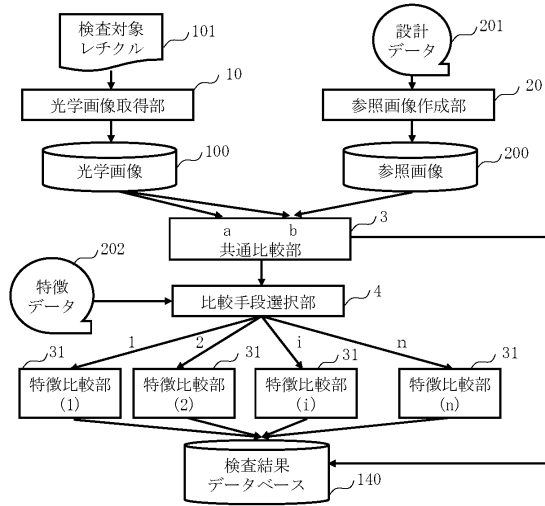 検査対象
レチクル
101
設計
データ
201
10
光学画像取得部
20
参照画像作成部
100
光学画像
200
参照画像
a b
共通比較部
3
202
特徴
データ
比較手段選択部
4
1 2 i n
31 31 31 31
特徴比較部
(1)
特徴比較部
(2)
特徴比較部
(i)
特徴比較部
(n)
検査結果
データベース
140